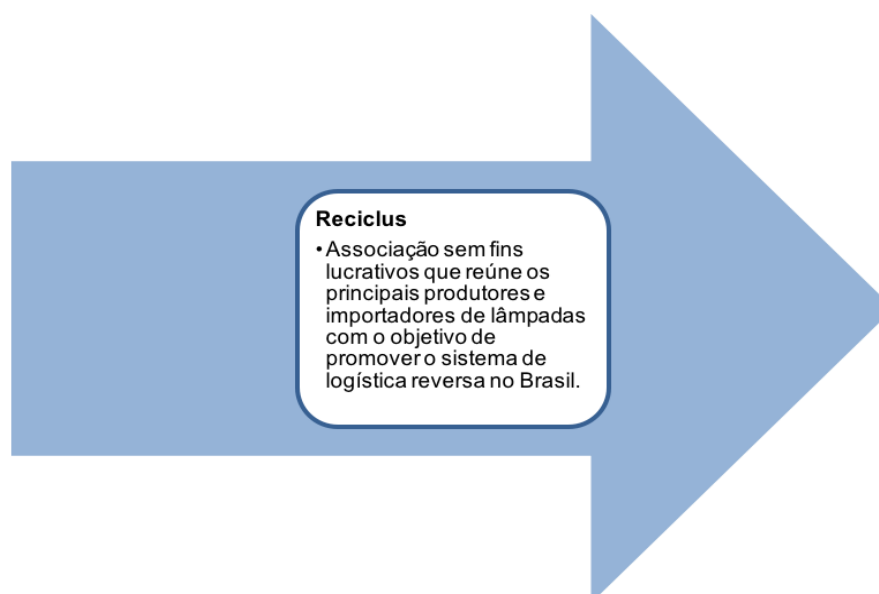 Reciclus
•Associação sem fins
lucrativos que reúne os
principais produtores e
importadores de lâmpadas
com o objetivo de
promover o sistema de
logística reversa no Brasil.